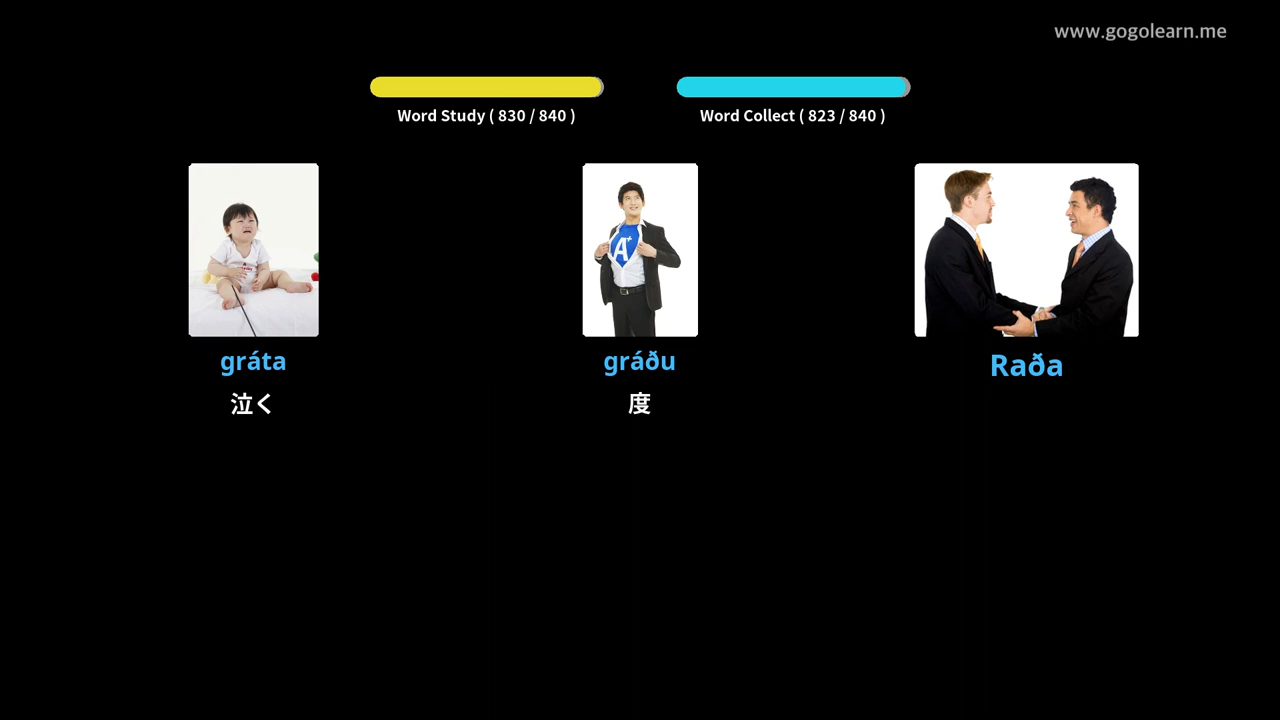 www.gogolearn.me
Word Study ( 830 / 840 )
Word Collect ( 823 / 840 )
A+
gráta
gráðu
Raða
泣く
度